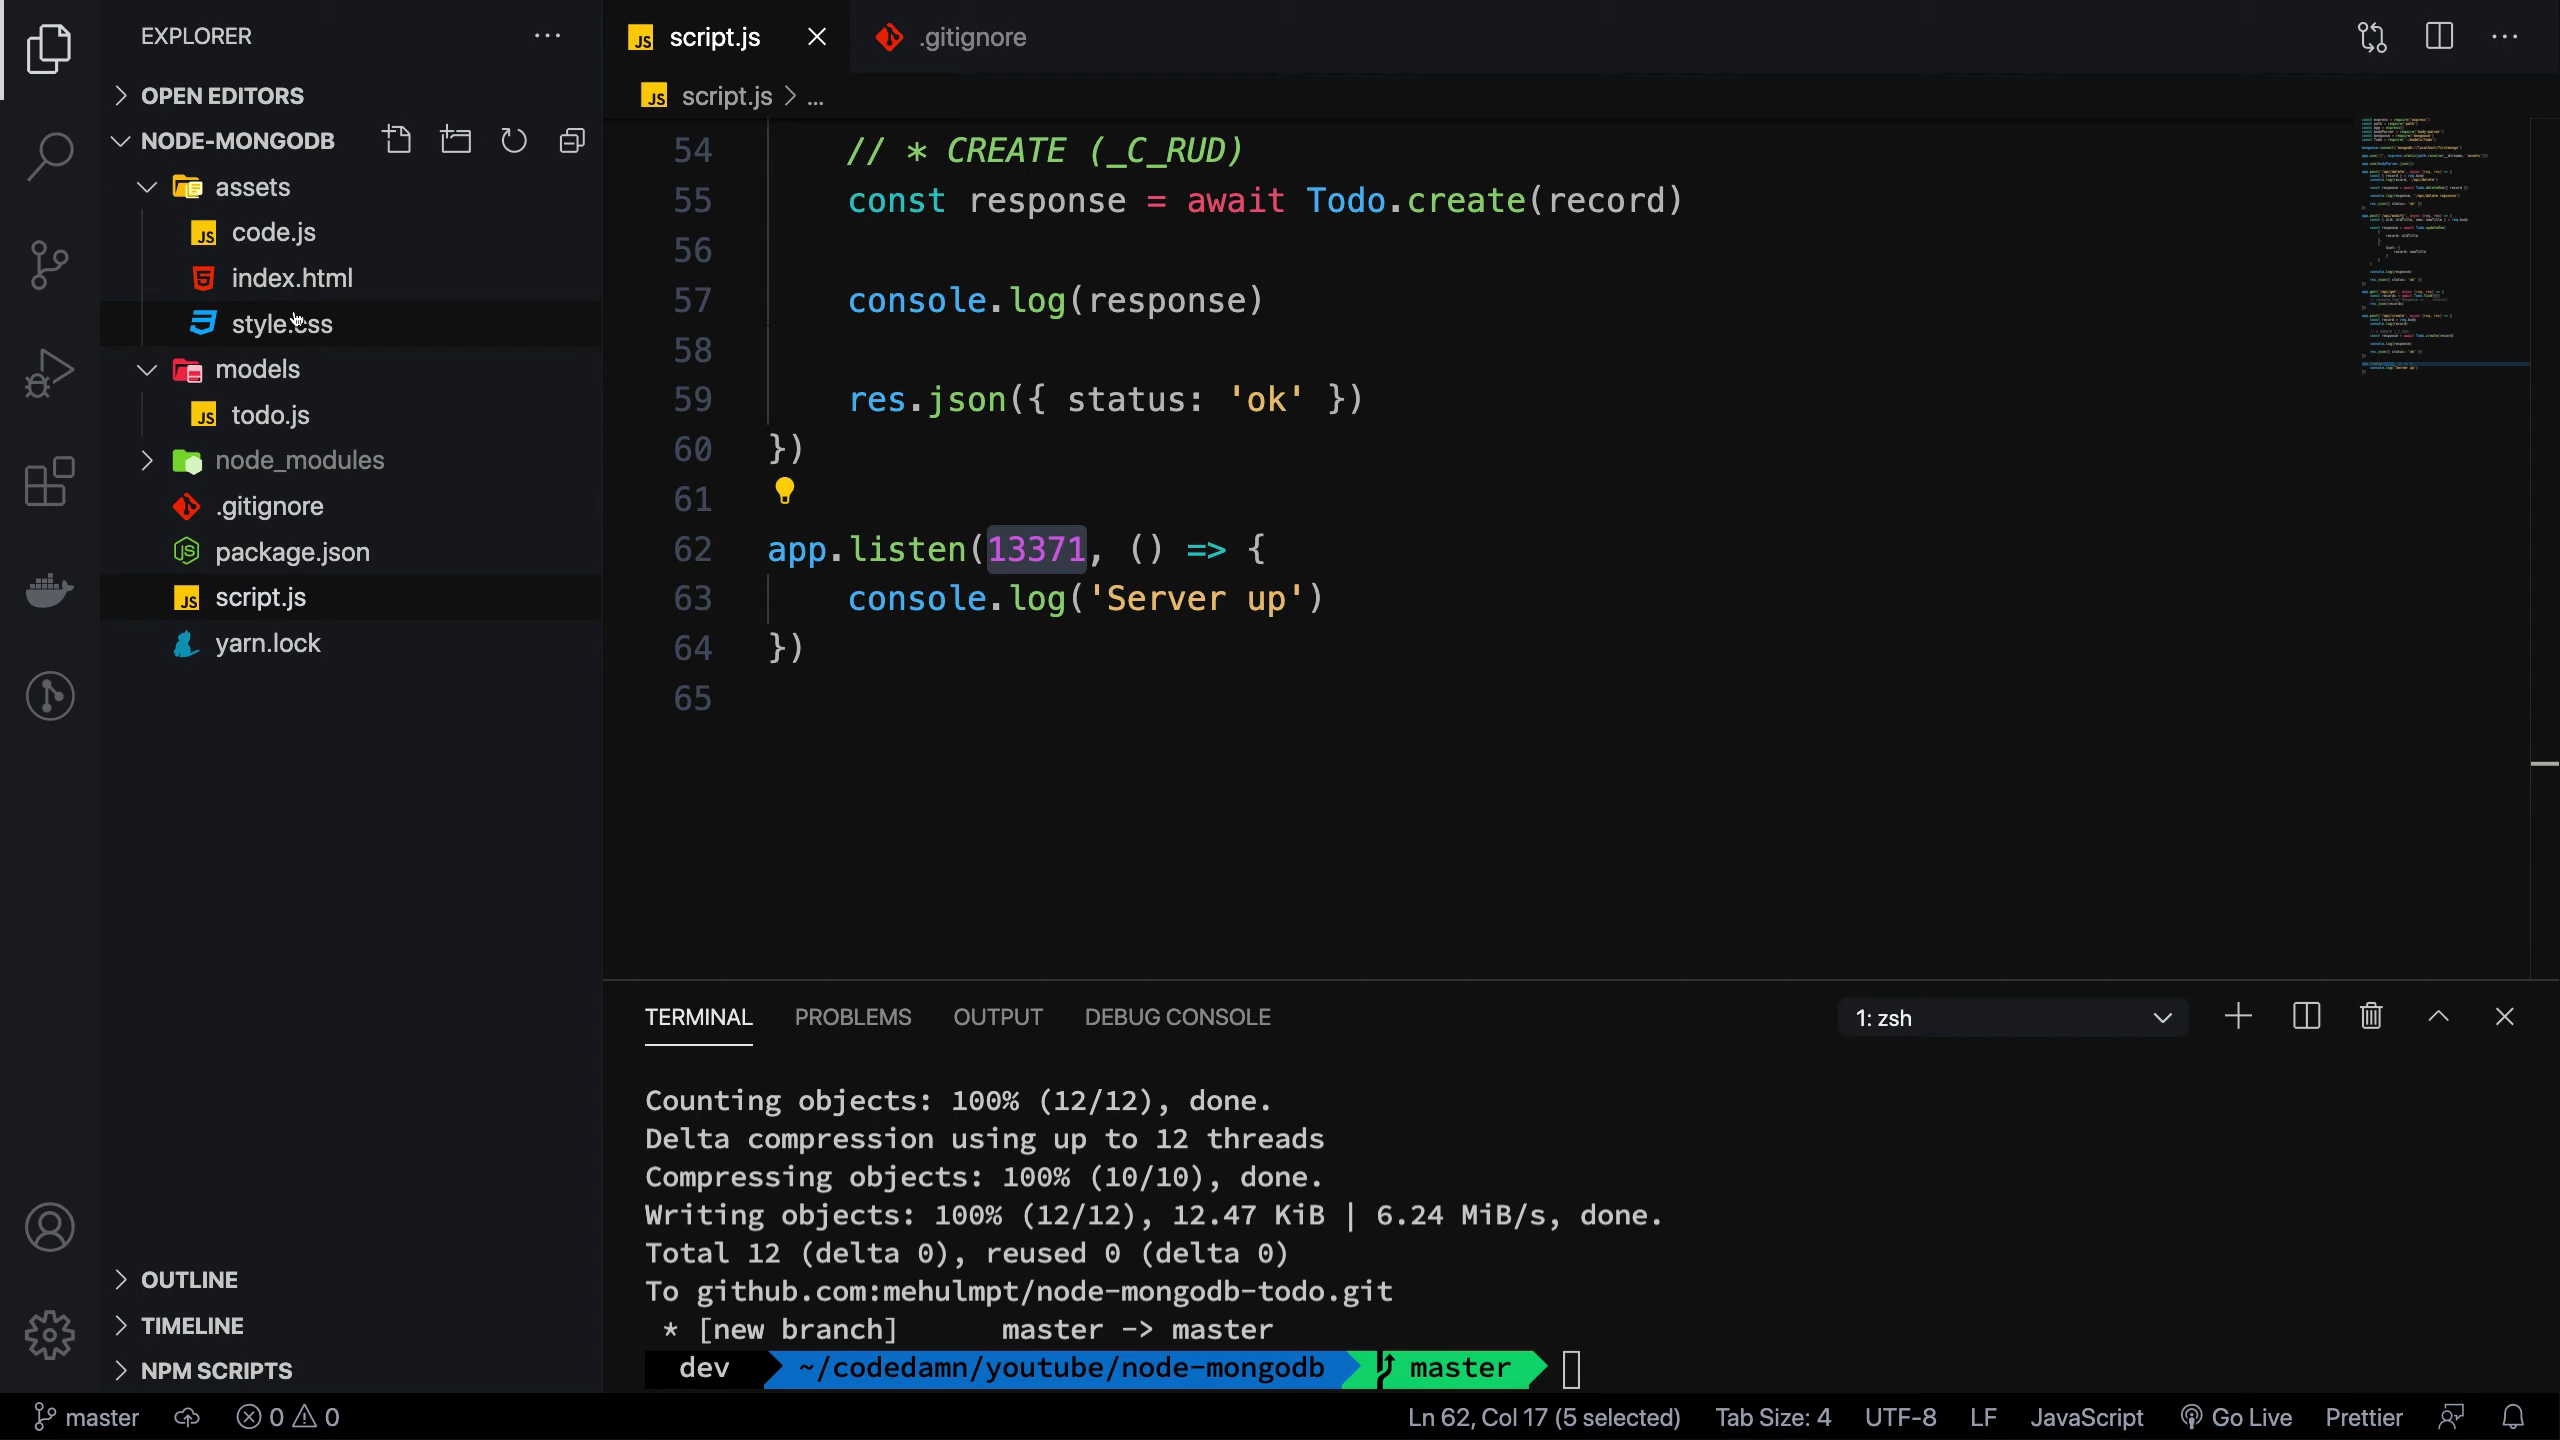 EXPLORER
OPEN EDITORS
NODE-MONGODB
assets
code.js
index.html
style.css
models
todo.js
node_modules
.gitignore
package.json
script.js
yarn.lock
OUTLINE
TIMELINE
NPM SCRIPTS
script.js
.gitignore
script.js > ...
54 // * CREATE (_C_RUD)
55 const response = await Todo.create(record)
56
57 console.log(response)
58
59 res.json({ status: 'ok' })
60 })
61
62 app.listen(13371, () => {
63 console.log('Server up')
64 })
65
TERMINAL PROBLEMS OUTPUT DEBUG CONSOLE 1: zsh
Counting objects: 100% (12/12), done.
Delta compression using up to 12 threads
Compressing objects: 100% (10/10), done.
Writing objects: 100% (12/12), 12.47 KiB | 6.24 MiB/s, done.
Total 12 (delta 0), reused 0 (delta 0)
To github.com:mehulmpt/node-mongodb-todo.git
* [new branch] master -> master
dev ~/codedamn/youtube/node-mongodb master
master 0 0 Ln 62, Col 17 (5 selected) Tab Size: 4 UTF-8 LF JavaScript Go Live Prettier